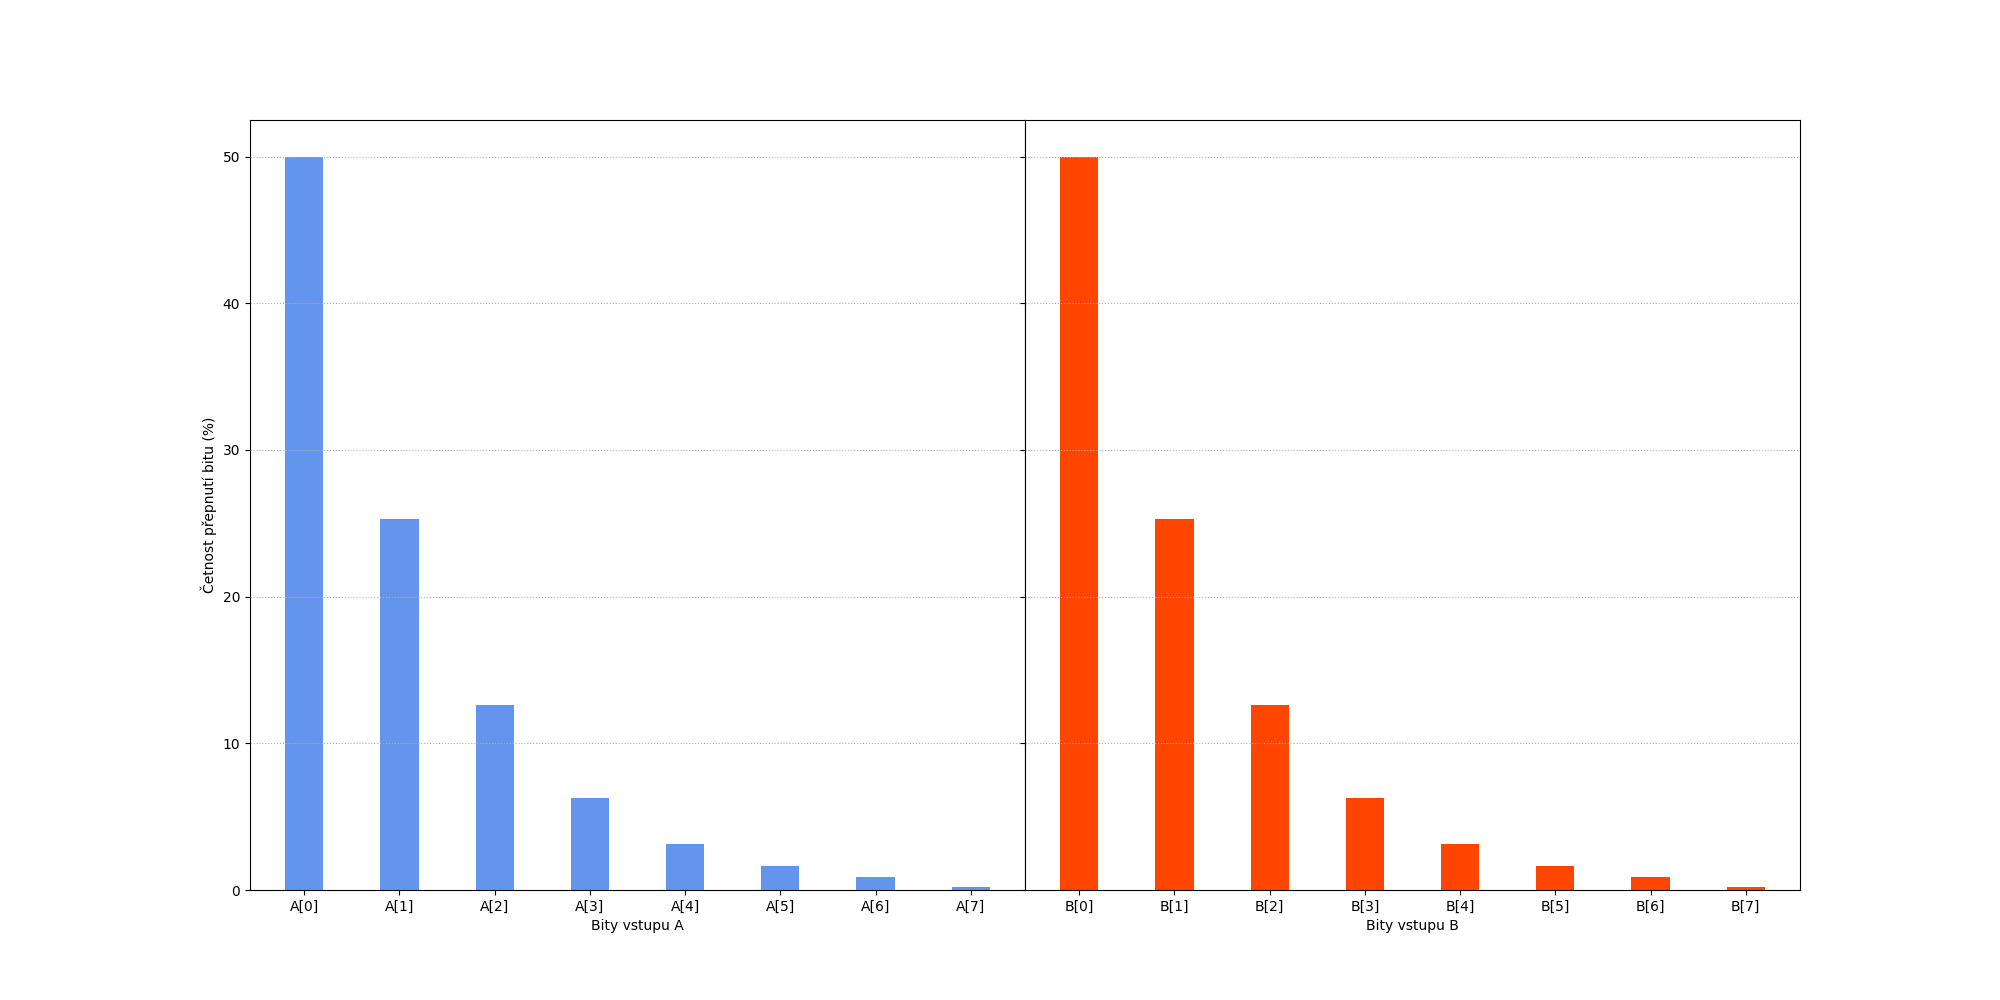 Četnost přepnutí bitu (%)
50
40
30
20
10
0
A[0] A[1] A[2] A[3] A[4] A[5] A[6] A[7]
Bity vstupu A
B[0] B[1] B[2] B[3] B[4] B[5] B[6] B[7]
Bity vstupu B